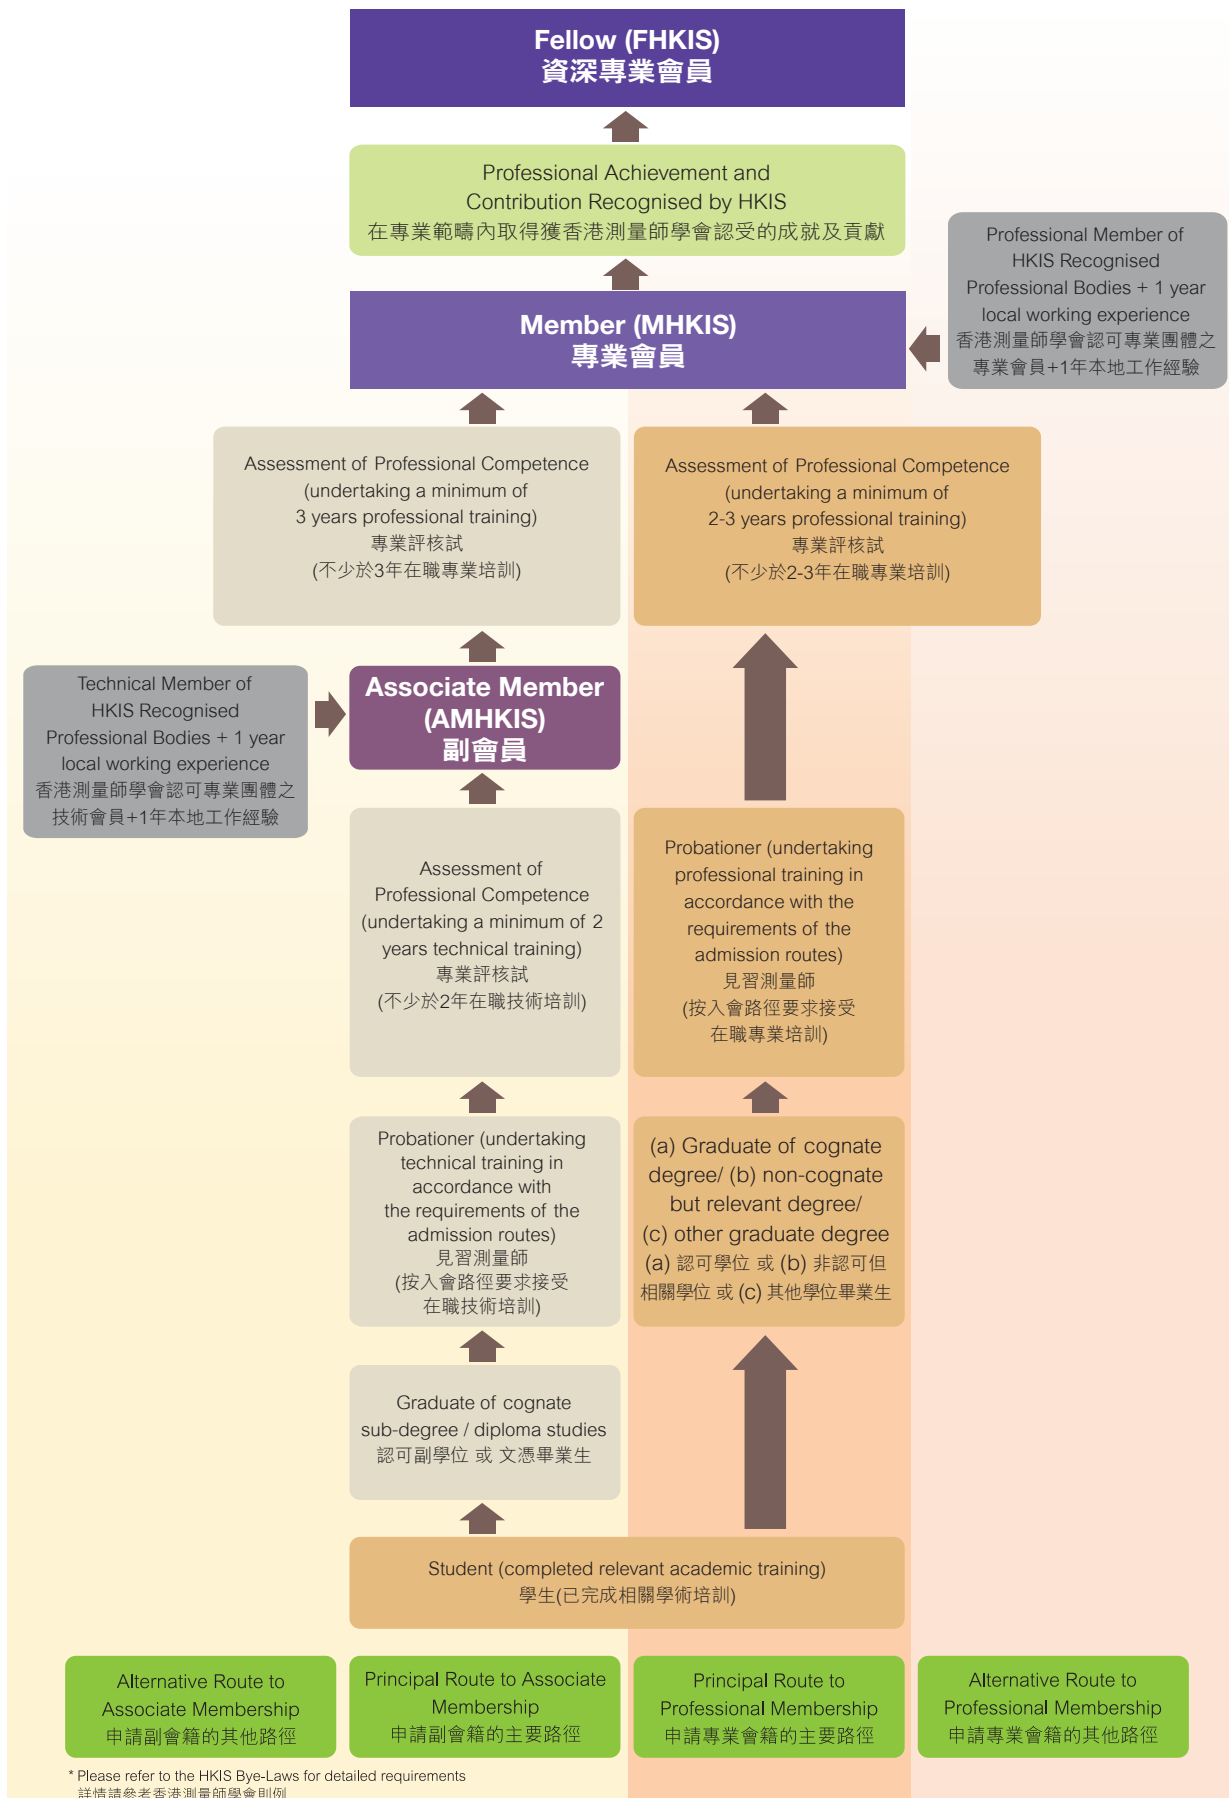 Fellow (FHKIS)
資深專業會員
Professional Achievement and
Contribution Recognised by HKIS
在專業範疇內取得獲香港測量師學會認受的成就及貢獻
Professional Member of
HKIS Recognised
Professional Bodies + 1 year
local working experience
香港測量師學會認可專業團體之
專業會員+1年本地工作經驗
Member (MHKIS)
專業會員
Assessment of Professional Competence
(undertaking a minimum of
3 years professional training)
專業評核試
(不少於3年在職專業培訓)
Assessment of Professional Competence
(undertaking a minimum of
2-3 years professional training)
專業評核試
(不少於2-3年在職專業培訓)
Technical Member of
HKIS Recognised
Professional Bodies + 1 year
local working experience
香港測量師學會認可專業團體之
技術會員+1年本地工作經驗
Associate Member
(AMHKIS)
副會員
Assessment of
Professional Competence
(undertaking a minimum of 2
years technical training)
專業評核試
(不少於2年在職技術培訓)
Probationer (undertaking
professional training in
accordance with the
requirements of the
admission routes)
見習測量師
(按入會路徑要求接受
在職專業培訓)
Probationer (undertaking
technical training in
accordance with
the requirements of the
admission routes)
見習測量師
(按入會路徑要求接受
在職技術培訓)
(a) Graduate of cognate
degree/ (b) non-cognate
but relevant degree/
(c) other graduate degree
(a) 認可學位 或 (b) 非認可但
相關學位 或 (c) 其他學位畢業生
Graduate of cognate
sub-degree / diploma studies
認可副學位 或 文憑畢業生
Student (completed relevant academic training)
學生(已完成相關學術培訓)
Alternative Route to
Associate Membership
申請副會籍的其他路徑
Principal Route to Associate
Membership
申請副會籍的主要路徑
Principal Route to
Professional Membership
申請專業會籍的主要路徑
Alternative Route to
Professional Membership
申請專業會籍的其他路徑
* Please refer to the HKIS Bye-Laws for detailed requirements
詳情請參考香港測量師學會則例